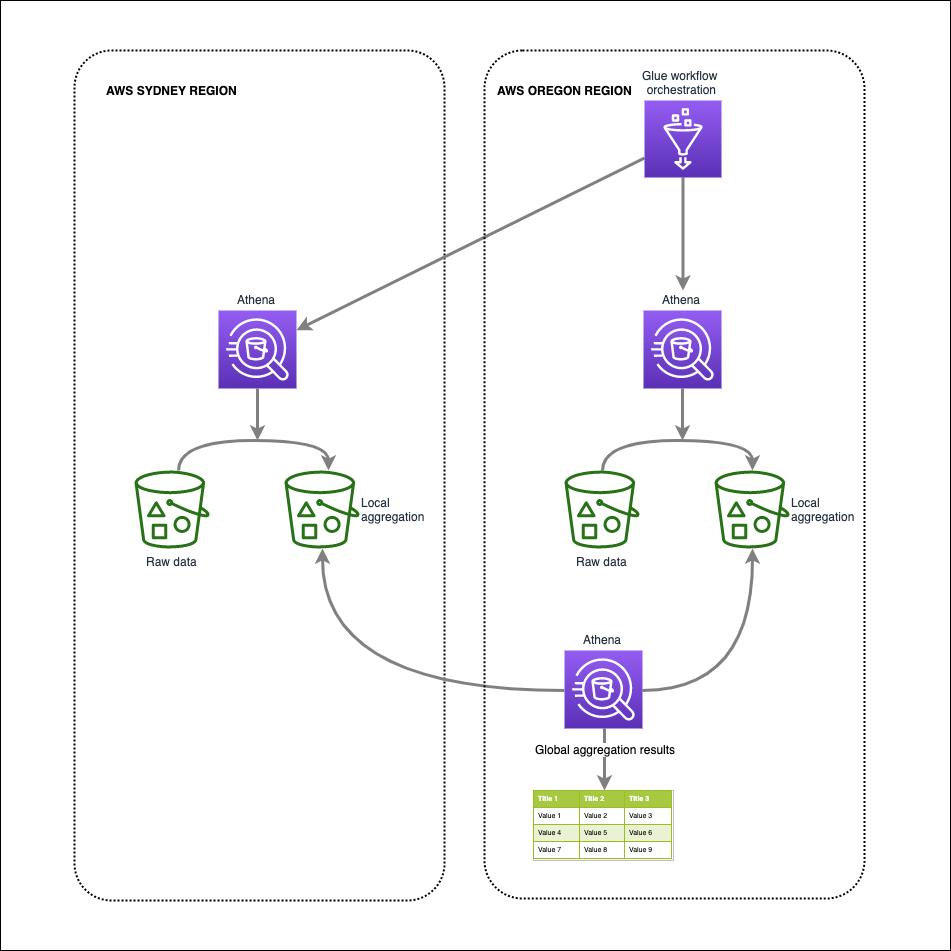 AWS SYDNEY REGION
AWS OREGON REGION
Glue workflow
orchestration
Athena
Athena
Local
aggregation
Raw data
Local
aggregation
Raw data
Athena
Global aggregation results
Title 1 Title 2 Title 3
Value 1 Value 2 Value 3
Value 4 Value 5 Value 6
Value 7 Value 8 Value 9